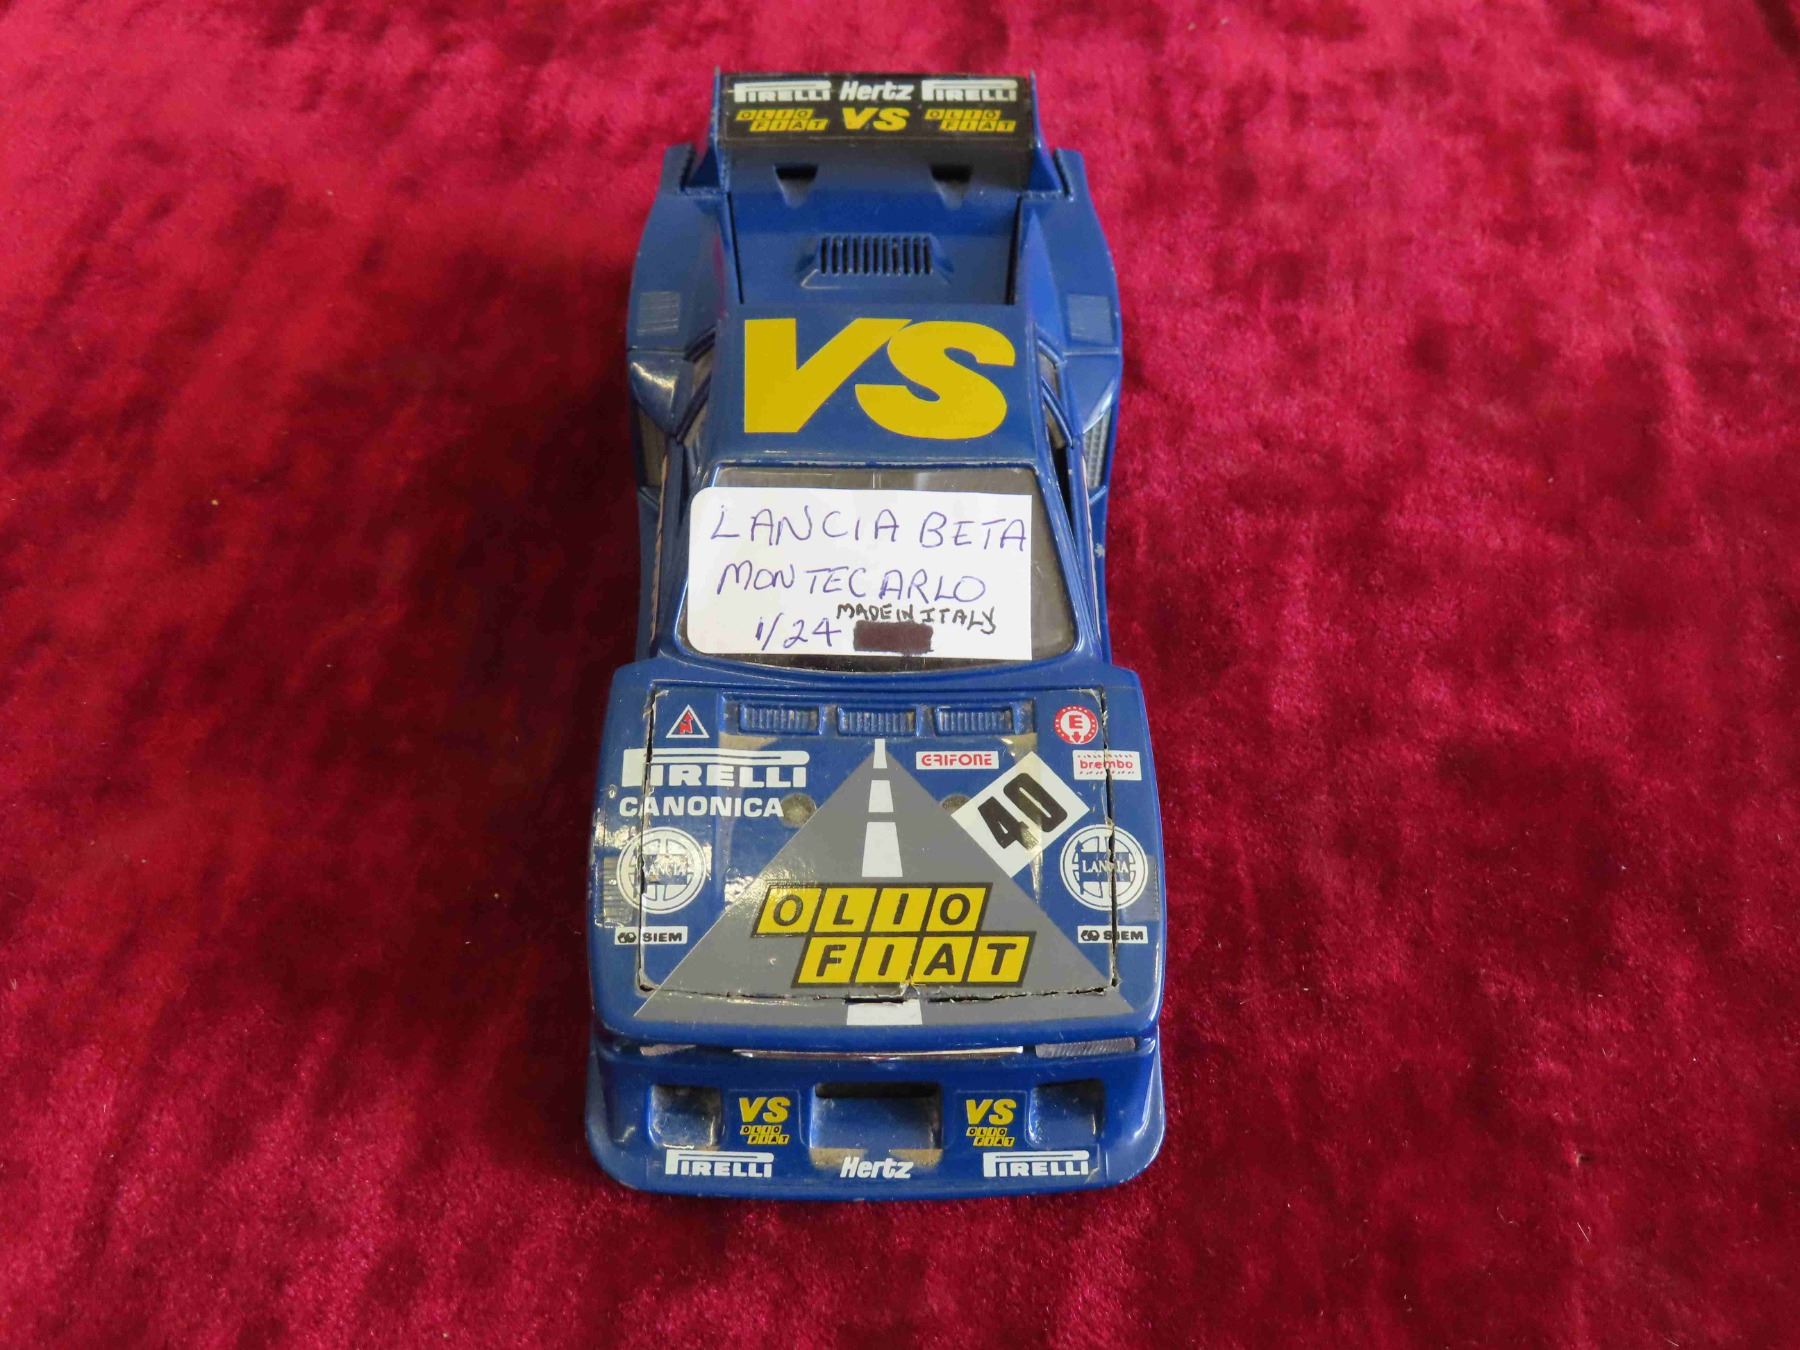 PIRELLI Hertz PIRELLI
OLIO FIAT VS OLIO FIAT
VS
LANCIA BETA
MONTECARLO
1/24 MADE IN ITALY
E
PIRELLI
GRIFONE
brembo
CANONICA
40
LANCIA
LANCIA
OLIO
FIAT
SIEM
SIEM
VS
OLIO
FIAT
VS
OLIO
FIAT
PIRELLI Hertz PIRELLI